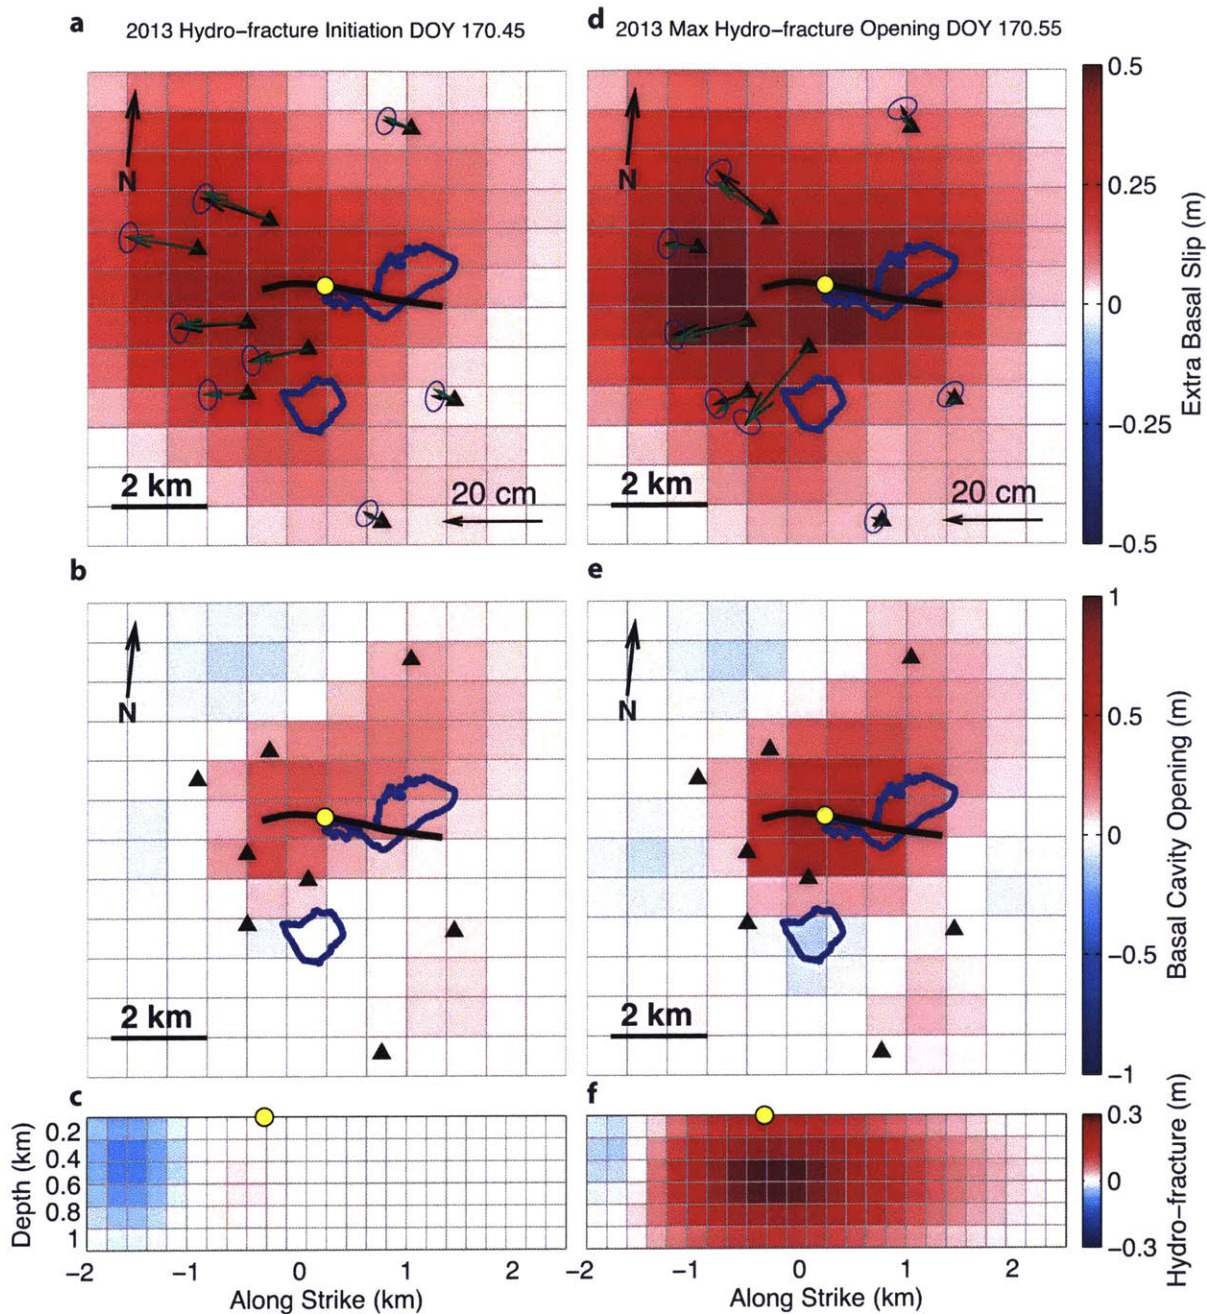 a
2013 Hydro-fracture Initiation DOY 170.45
d
2013 Max Hydro-fracture Opening DOY 170.55
N
2 km
20 cm
N
2 km
20 cm
0.5
0.25
0
-0.25
-0.5
Extra Basal Slip (m)
b
N
2 km
e
N
2 km
1
0.5
0
-0.5
-1
Basal Cavity Opening (m)
c
Depth (km)
0.2
0.4
0.6
0.8
1
-2
-1
0
1
2
Along Strike (km)
f
-2
-1
0
1
2
Along Strike (km)
0.3
0
-0.3
Hydro-fracture (m)